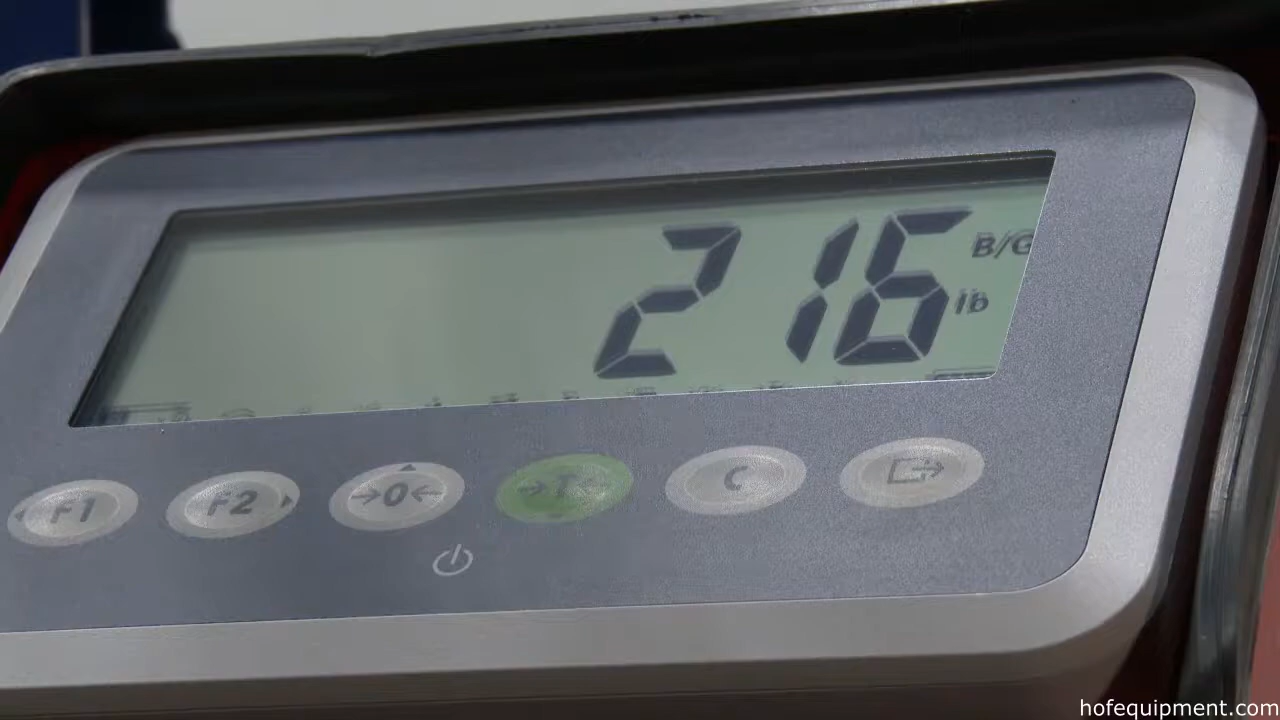 216
B/G
lb
F1 F2 →0← →T← C
hofequipment.com